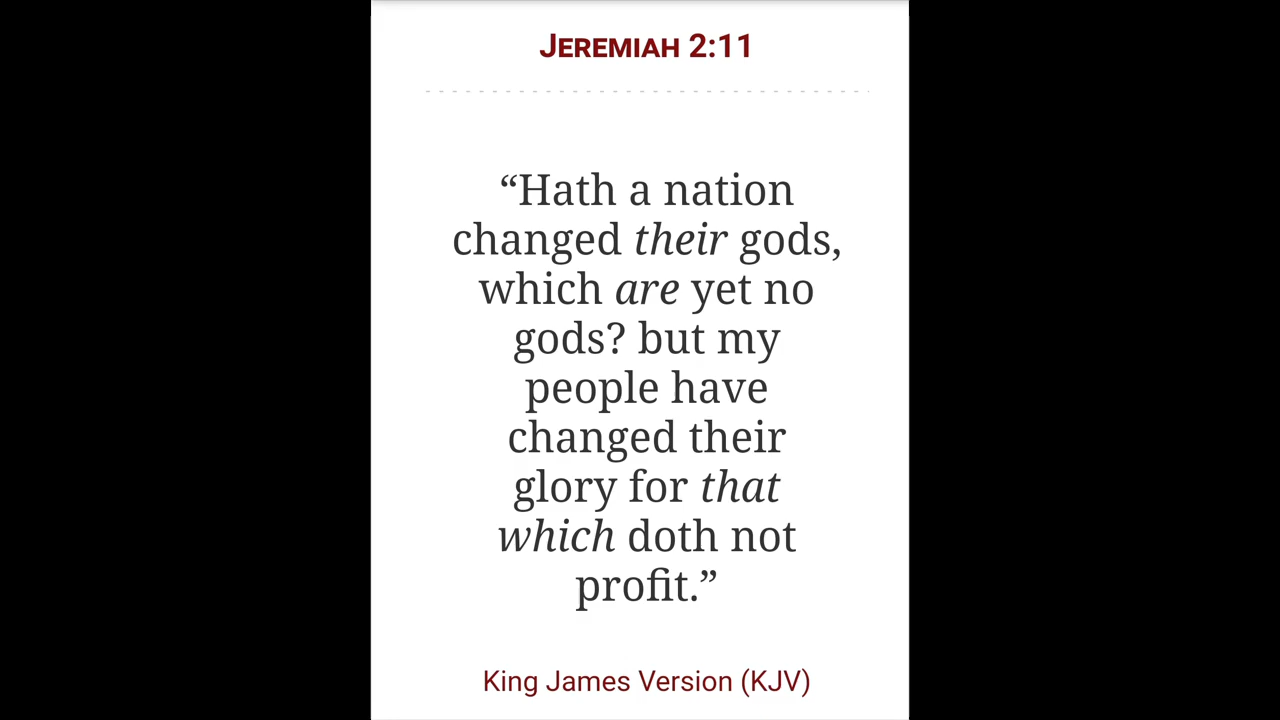 JEREMIAH 2:11
“Hath a nation
changed their gods,
which are yet no
gods? but my
people have
changed their
glory for that
which doth not
profit.”
King James Version (KJV)